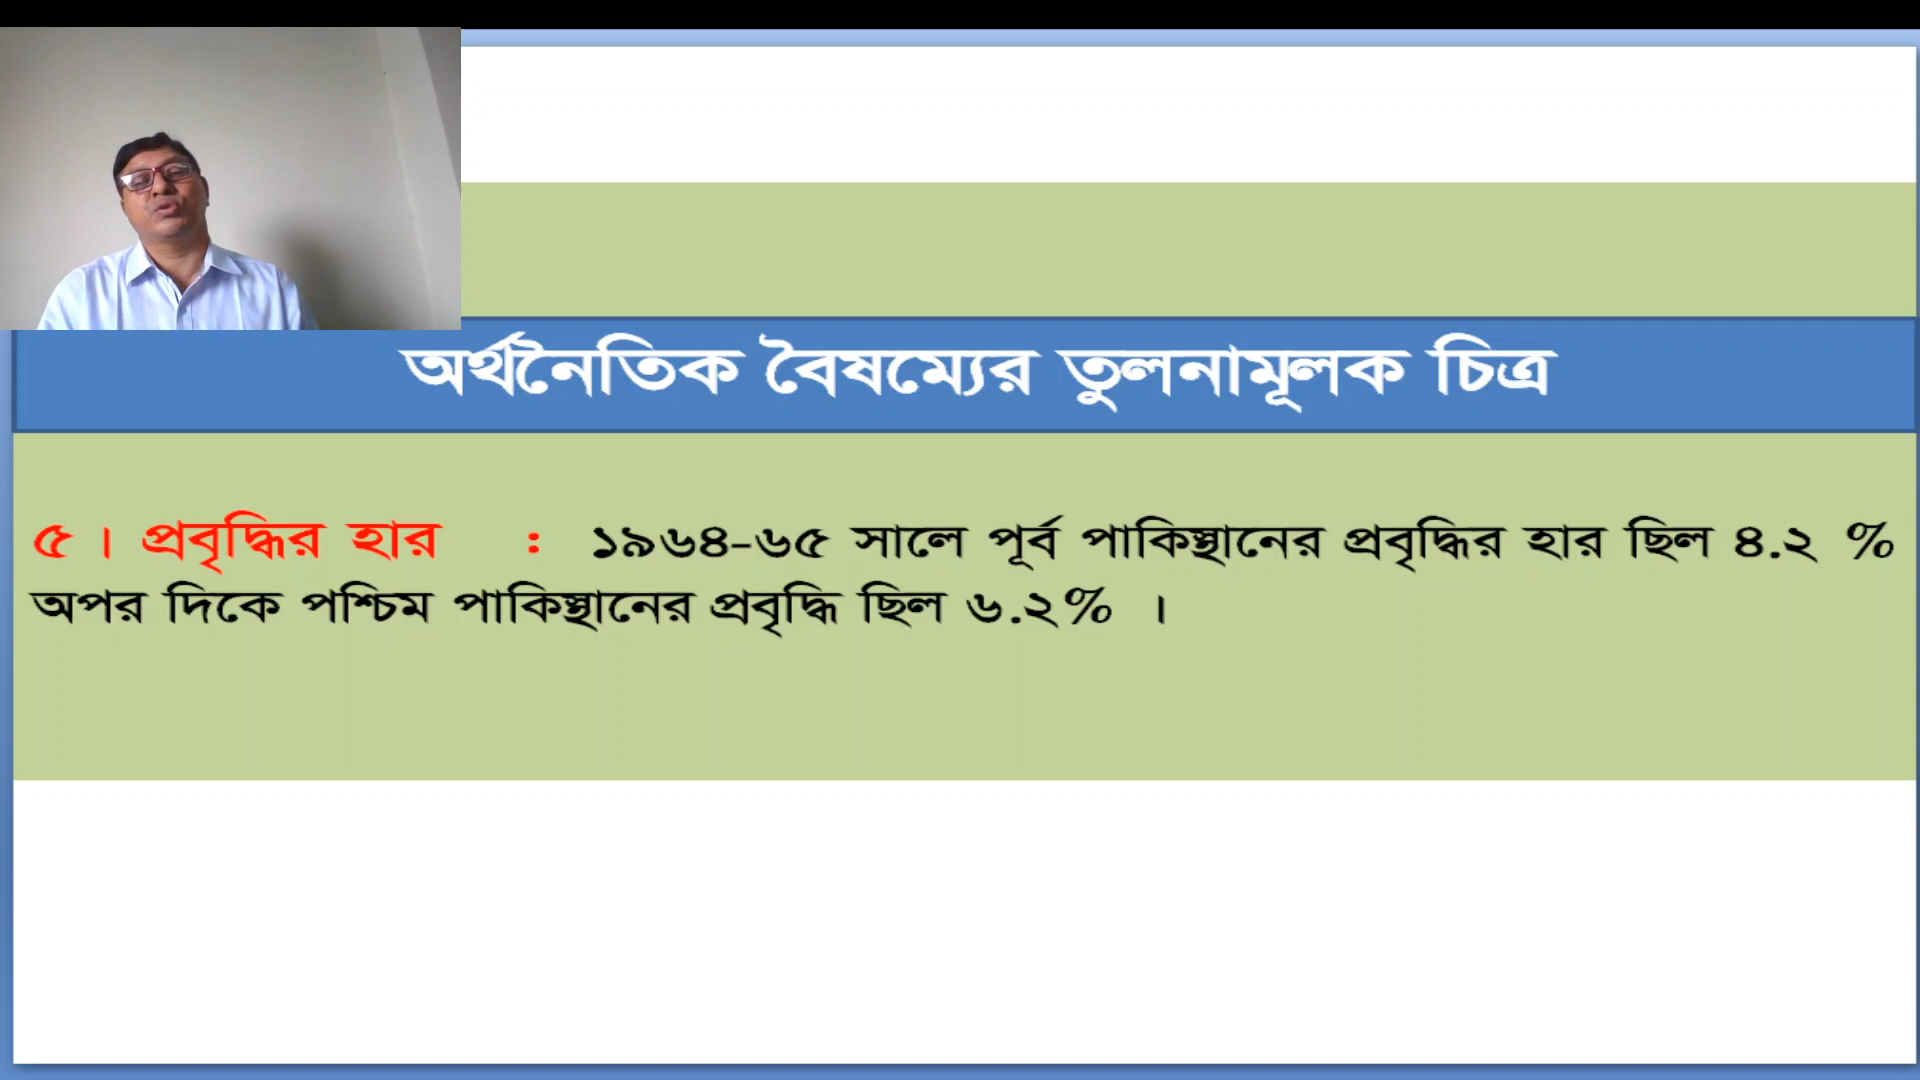 অর্থনৈতিক বৈষম্যের তুলনামূলক চিত্র
৫ । প্রবৃদ্ধির হার : ১৯৬৪-৬৫ সালে পূর্ব পাকিস্থানের প্রবৃদ্ধির হার ছিল ৪.২ %
অপর দিকে পশ্চিম পাকিস্থানের প্রবৃদ্ধি ছিল ৬.২% ।